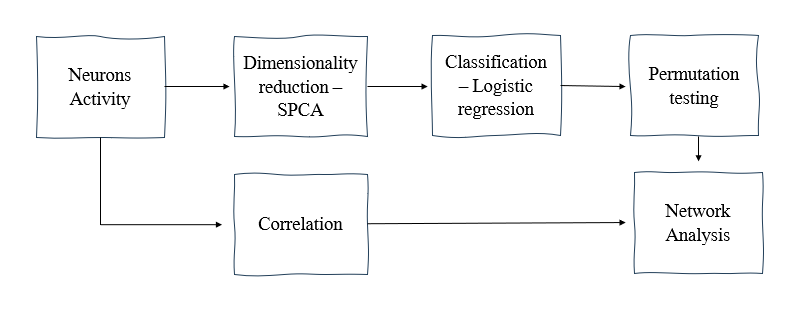 Neurons
Activity
Dimensionality
reduction –
SPCA
Classification
– Logistic
regression
Permutation
testing
Correlation
Network
Analysis